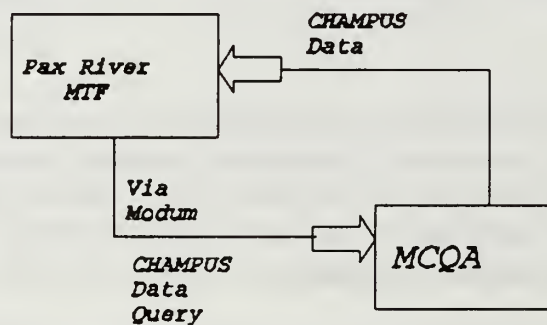 CHAMPUS
Data
Pax River
MTF
Via
Modum
MCQA
CHAMPUS
Data
Query